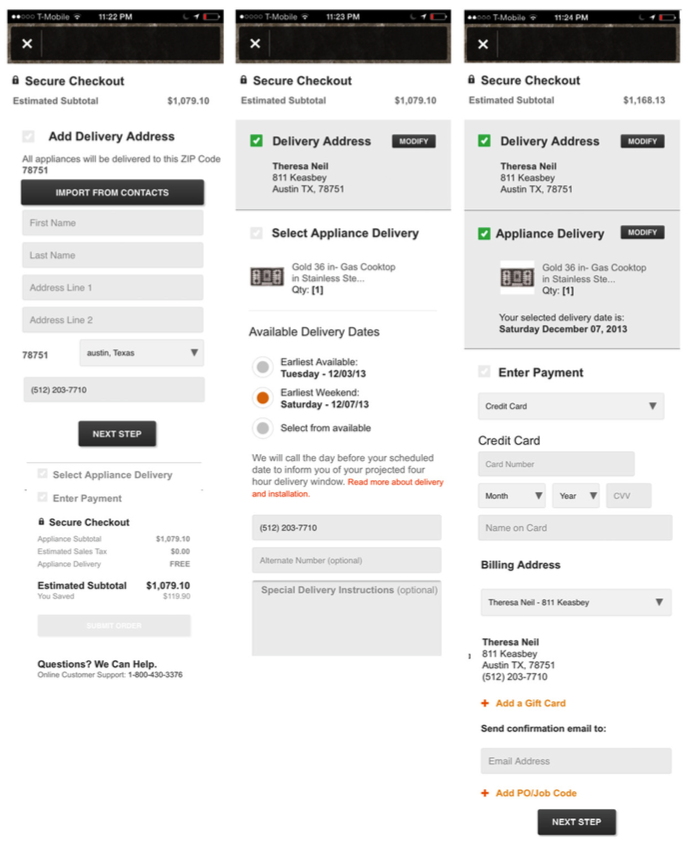 T-Mobile 11:22 PM
Secure Checkout
Estimated Subtotal $1,079.10
Add Delivery Address
All appliances will be delivered to this ZIP Code
78751
IMPORT FROM CONTACTS
First Name
Last Name
Address Line 1
Address Line 2
78751 austin, Texas
(512) 203-7710
NEXT STEP
Select Appliance Delivery
Enter Payment
Secure Checkout
Appliance Subtotal $1,079.10
Estimated Sales Tax $0.00
Appliance Delivery FREE
Estimated Subtotal $1,079.10
You Saved $119.90
SUBMIT ORDER
Questions? We Can Help.
Online Customer Support: 1-800-430-3376
T-Mobile 11:23 PM
Secure Checkout
Estimated Subtotal $1,079.10
Delivery Address MODIFY
Theresa Neil
811 Keasbey
Austin TX, 78751
Select Appliance Delivery
Gold 36 in- Gas Cooktop
in Stainless Ste...
Qty: [1]
Available Delivery Dates
Earliest Available:
Tuesday - 12/03/13
Earliest Weekend:
Saturday - 12/07/13
Select from available
We will call the day before your scheduled
date to inform you of your projected four
hour delivery window. Read more about delivery
and installation.
(512) 203-7710
Alternate Number (optional)
Special Delivery Instructions (optional)
T-Mobile 11:24 PM
Secure Checkout
Estimated Subtotal $1,168.13
Delivery Address MODIFY
Theresa Neil
811 Keasbey
Austin TX, 78751
Appliance Delivery MODIFY
Gold 36 in- Gas Cooktop
in Stainless Ste...
Qty: [1]
Your selected delivery date is:
Saturday December 07, 2013
Enter Payment
Credit Card
Credit Card
Card Number
Month Year CVV
Name on Card
Billing Address
Theresa Neil - 811 Keasbey
Theresa Neil
811 Keasbey
Austin TX, 78751
(512) 203-7710
+ Add a Gift Card
Send confirmation email to:
Email Address
+ Add PO/Job Code
NEXT STEP